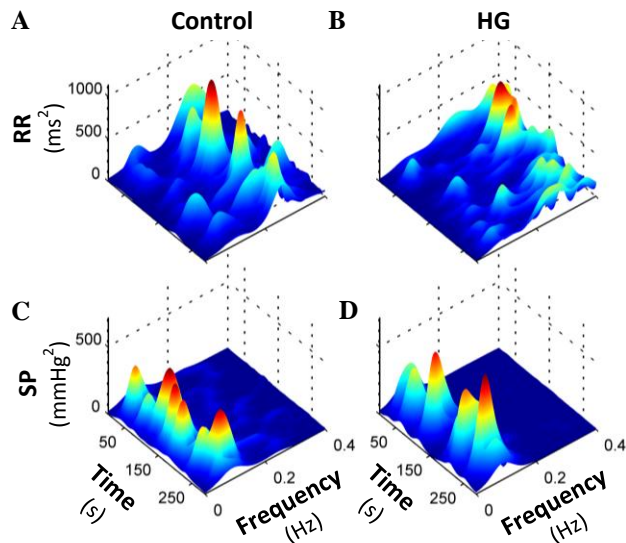 A Control B HG
RR
(ms²)
1000
500
0
C D
SP
(mmHg²)
500
0
50
150
250
Time
(s)
0
0.2
0.4
Frequency
(Hz)
50
150
250
Time
(s)
0
0.2
0.4
Frequency
(Hz)